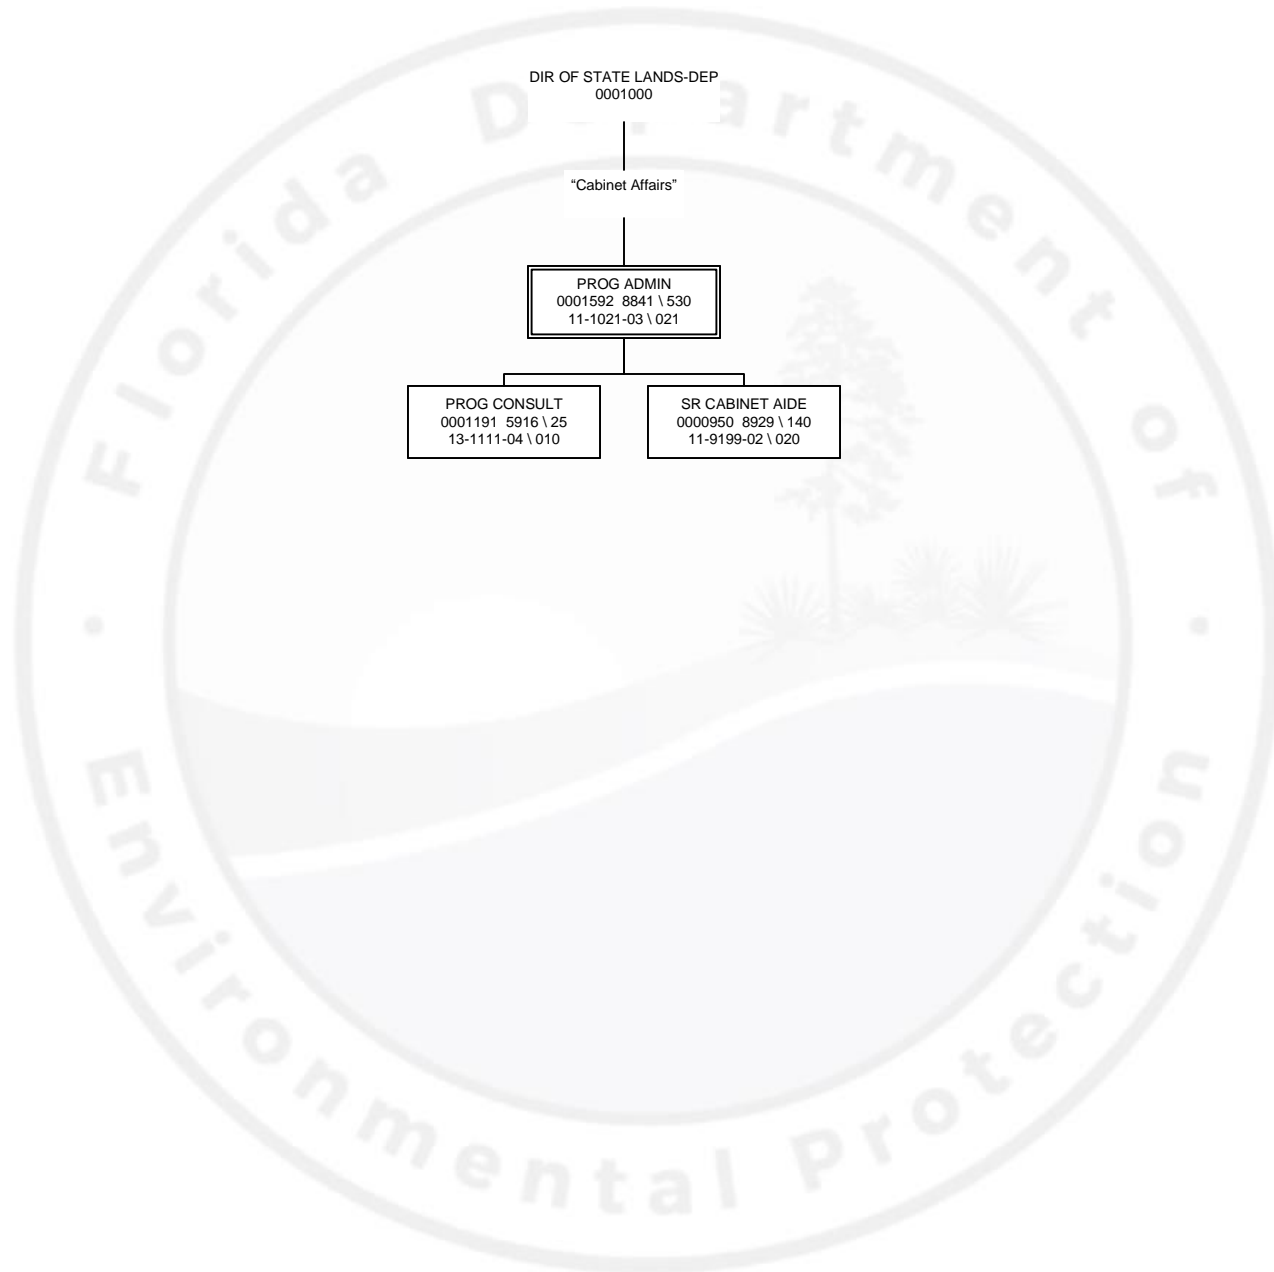 DIR OF STATE LANDS-DEP
0001000
“Cabinet Affairs”
PROG ADMIN
0001592 8841 \ 530
11-1021-03 \ 021
PROG CONSULT
0001191 5916 \ 25
13-1111-04 \ 010
SR CABINET AIDE
0000950 8929 \ 140
11-9199-02 \ 020
Florida Department of
Environmental Protection